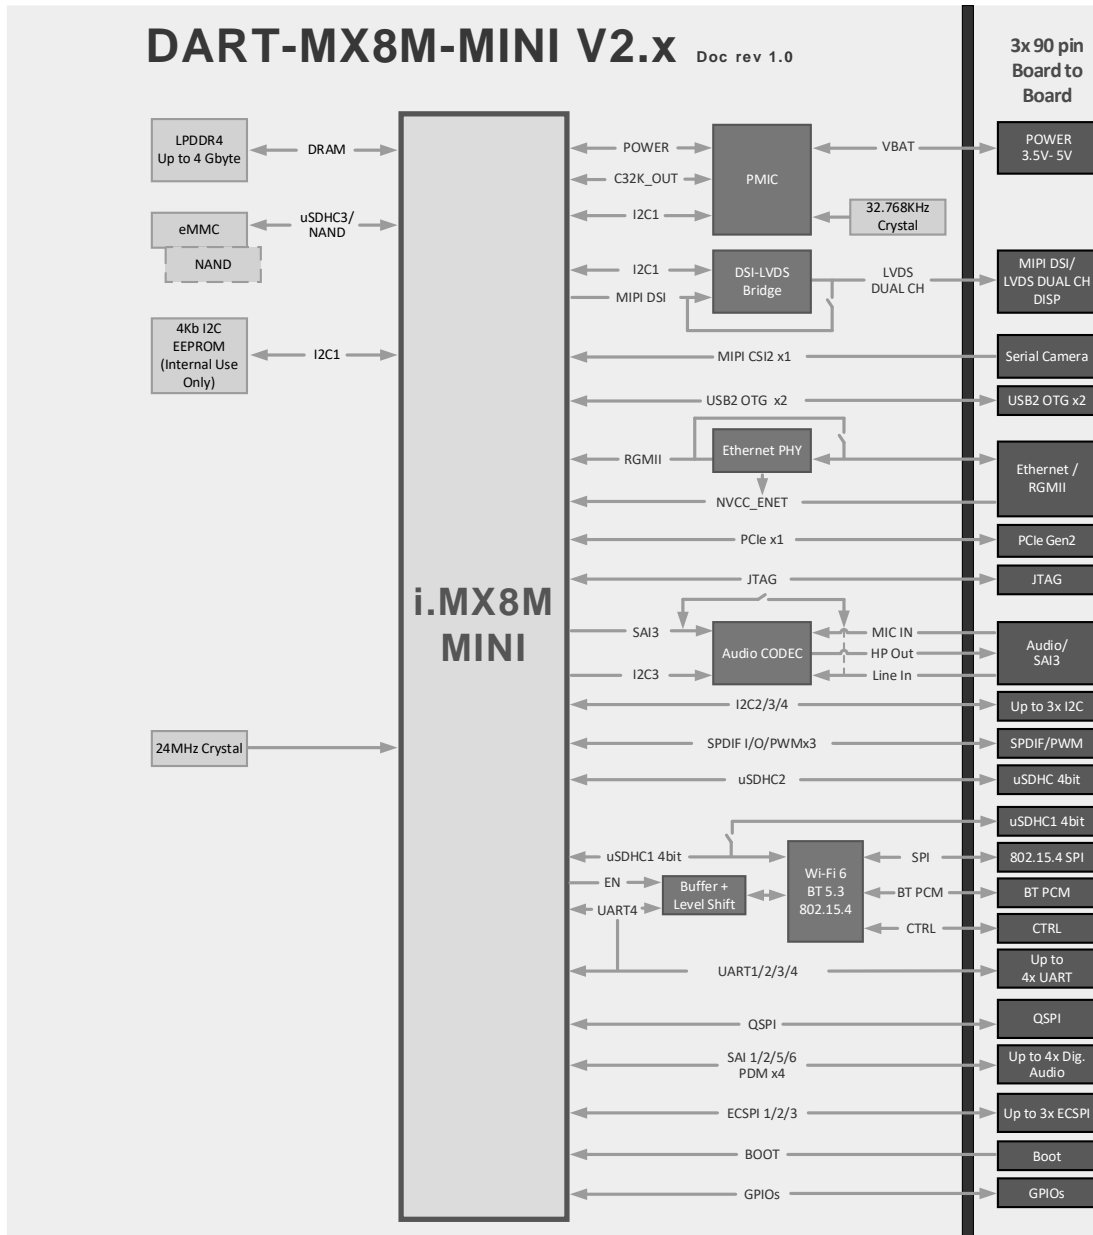 DART-MX8M-MINI V2.x Doc rev 1.0
3x 90 pin
Board to
Board
LPDDR4
Up to 4 Gbyte
DRAM
eMMC
uSDHC3/
NAND
NAND
4Kb I2C
EEPROM
(Internal Use
Only)
I2C1
24MHz Crystal
i.MX8M
MINI
POWER
C32K_OUT
I2C1
PMIC
VBAT
32.768KHz
Crystal
POWER
3.5V- 5V
I2C1
MIPI DSI
DSI-LVDS
Bridge
LVDS
DUAL CH
MIPI DSI/
LVDS DUAL CH
DISP
MIPI CSI2 x1
Serial Camera
USB2 OTG x2
USB2 OTG x2
RGMII
Ethernet PHY
NVCC_ENET
Ethernet /
RGMII
PCIe x1
PCIe Gen2
JTAG
JTAG
SAI3
I2C3
Audio CODEC
MIC IN
HP Out
Line In
Audio/
SAI3
I2C2/3/4
Up to 3x I2C
SPDIF I/O/PWMx3
SPDIF/PWM
uSDHC2
uSDHC 4bit
uSDHC1 4bit
uSDHC1 4bit
EN
UART4
Buffer +
Level Shift
Wi-Fi 6
BT 5.3
802.15.4
SPI
802.15.4 SPI
BT PCM
BT PCM
CTRL
CTRL
UART1/2/3/4
Up to
4x UART
QSPI
QSPI
SAI 1/2/5/6
PDM x4
Up to 4x Dig.
Audio
ECSPI 1/2/3
Up to 3x ECSPI
BOOT
Boot
GPIOs
GPIOs